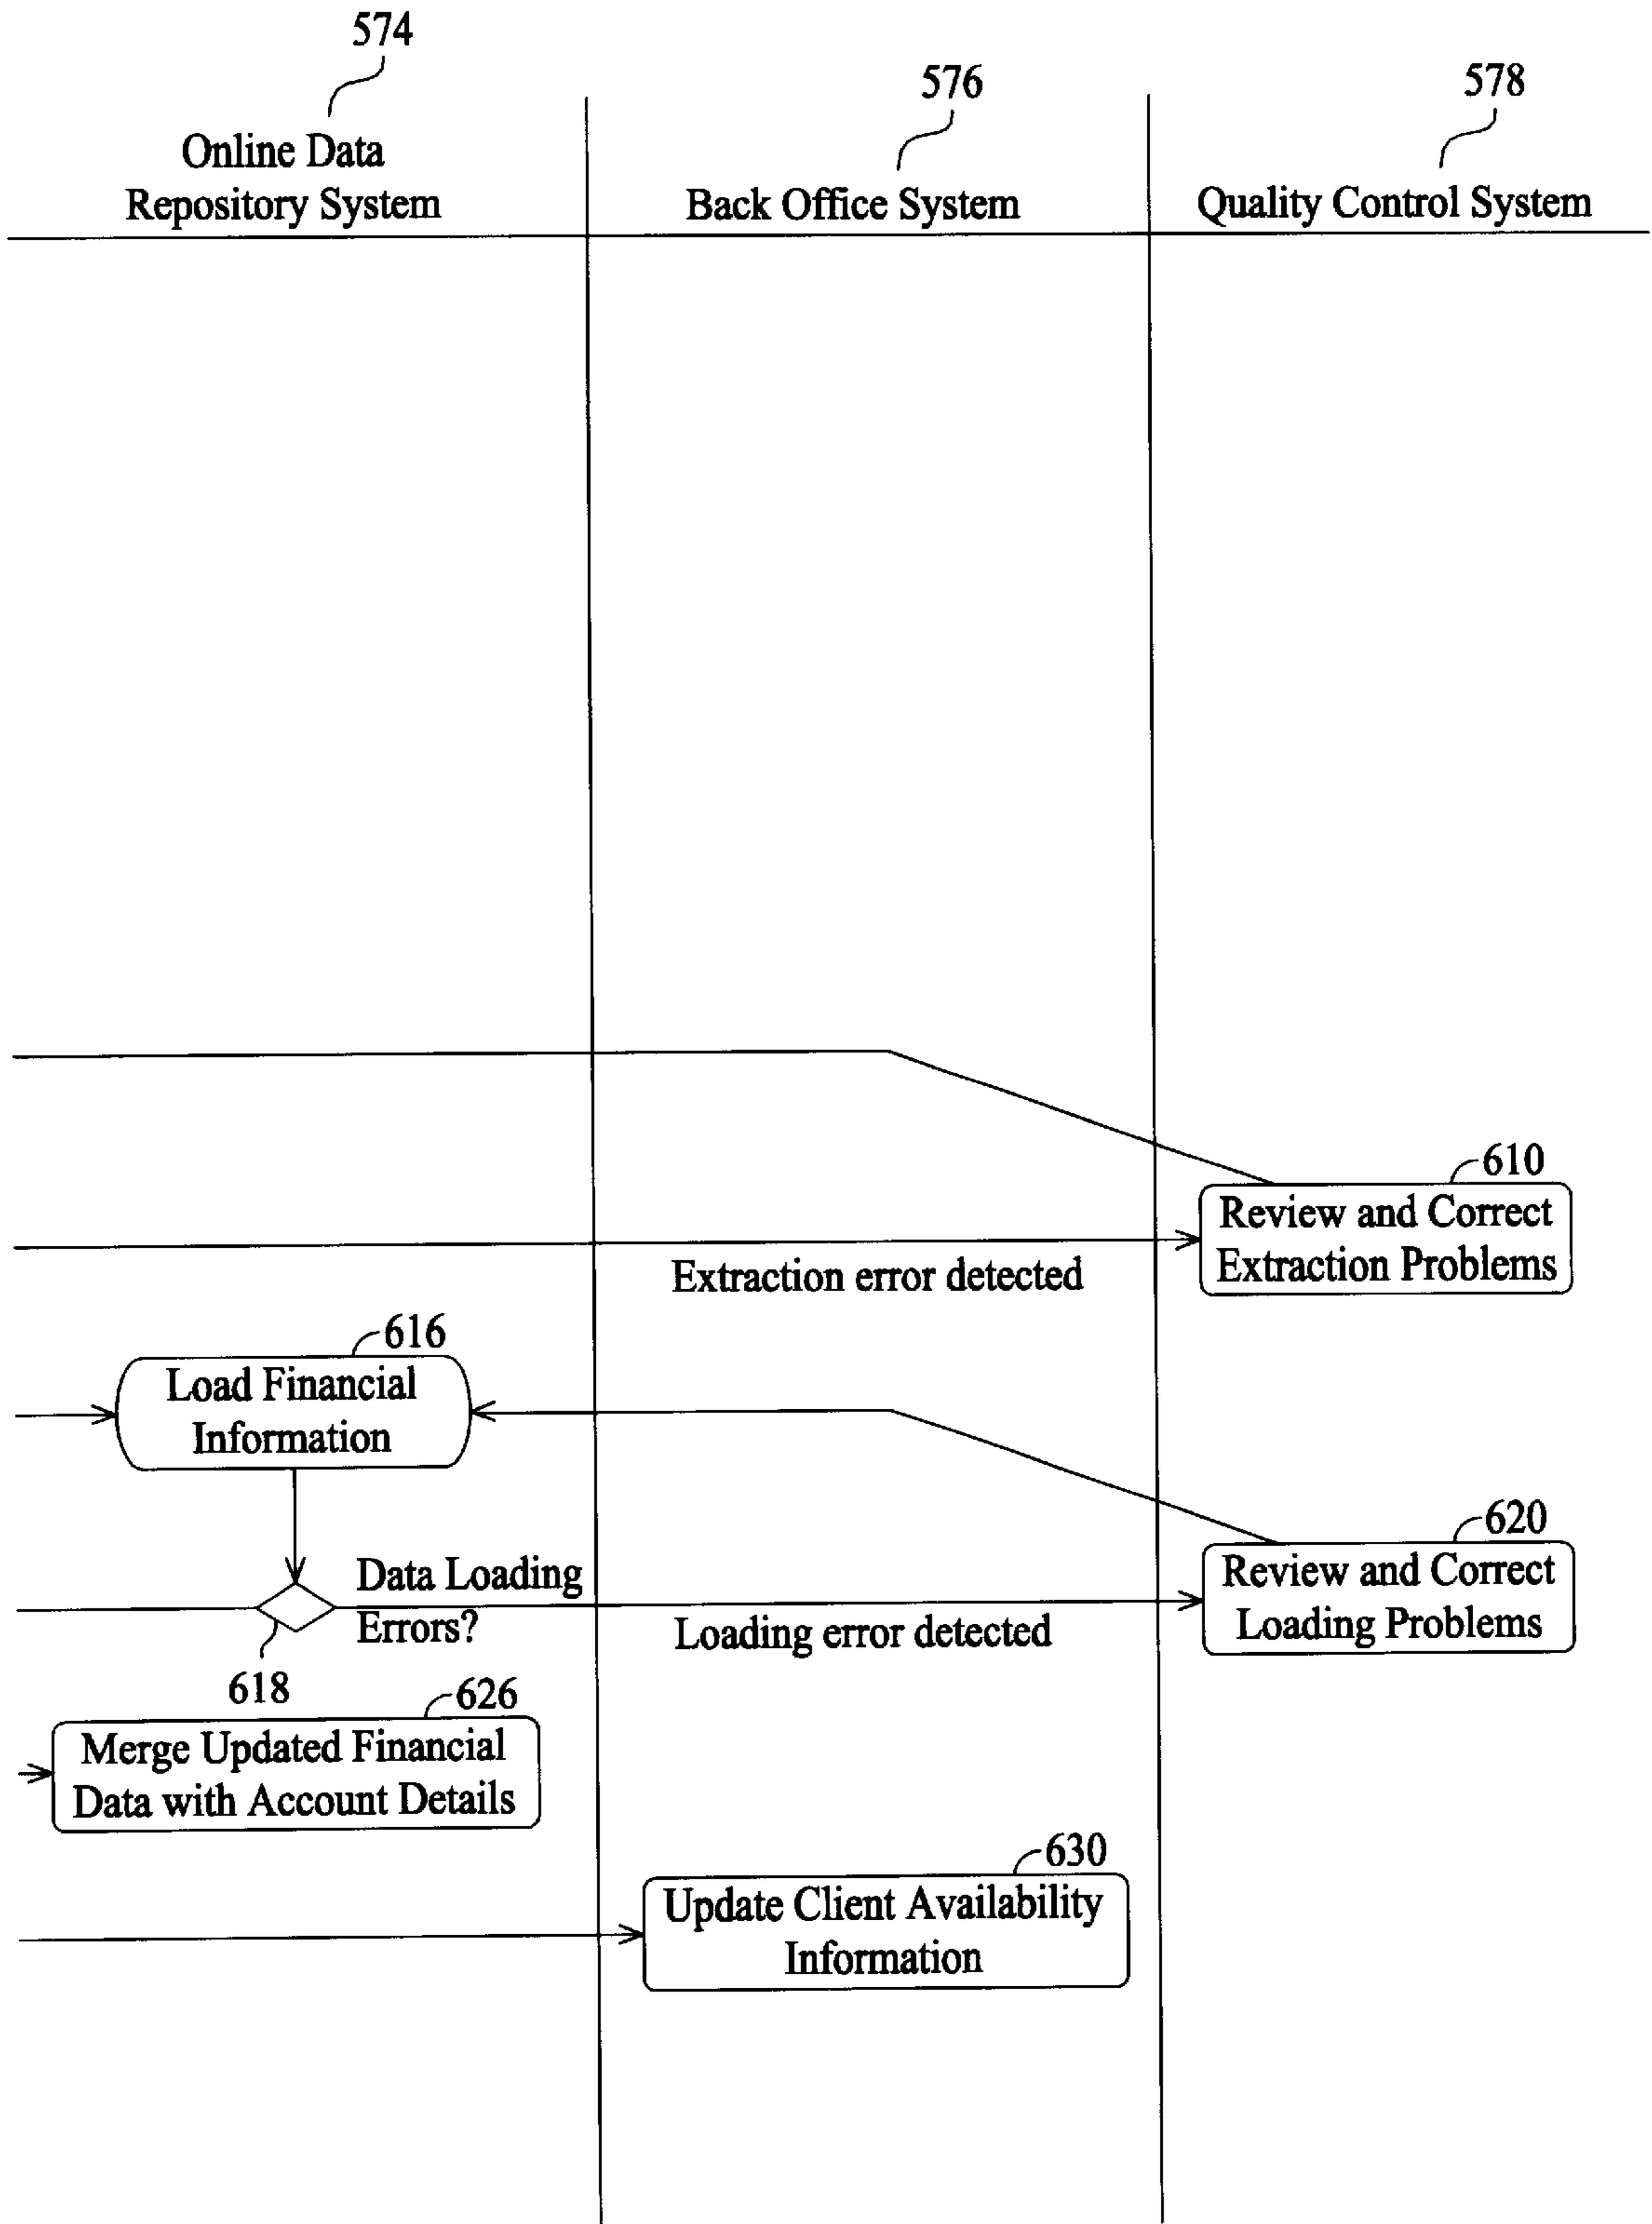 574
576
578
Online Data
Repository System
Back Office System
Quality Control System
610
Review and Correct
Extraction Problems
Extraction error detected
616
Load Financial
Information
620
Review and Correct
Loading Problems
Data Loading
Errors?
Loading error detected
618
626
Merge Updated Financial
Data with Account Details
630
Update Client Availability
Information